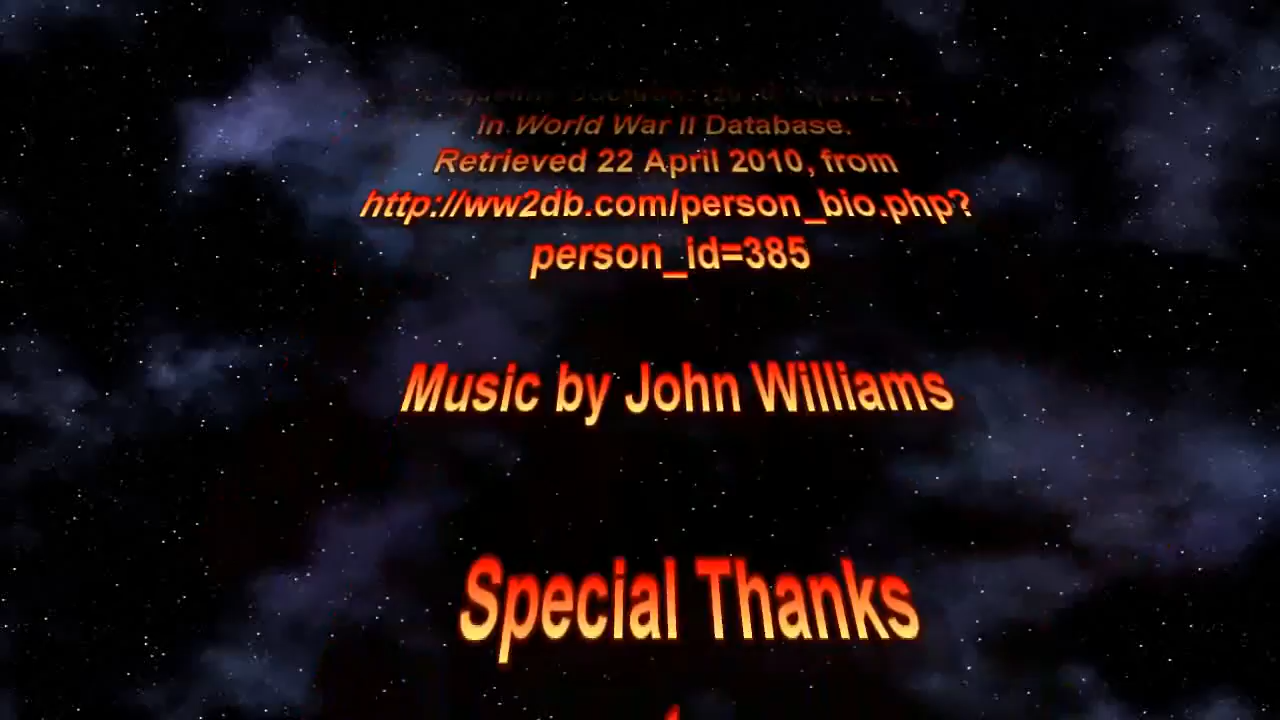 In World War II Database.
Retrieved 22 April 2010, from
http://ww2db.com/person_bio.php?
person_id=385
Music by John Williams
Special Thanks